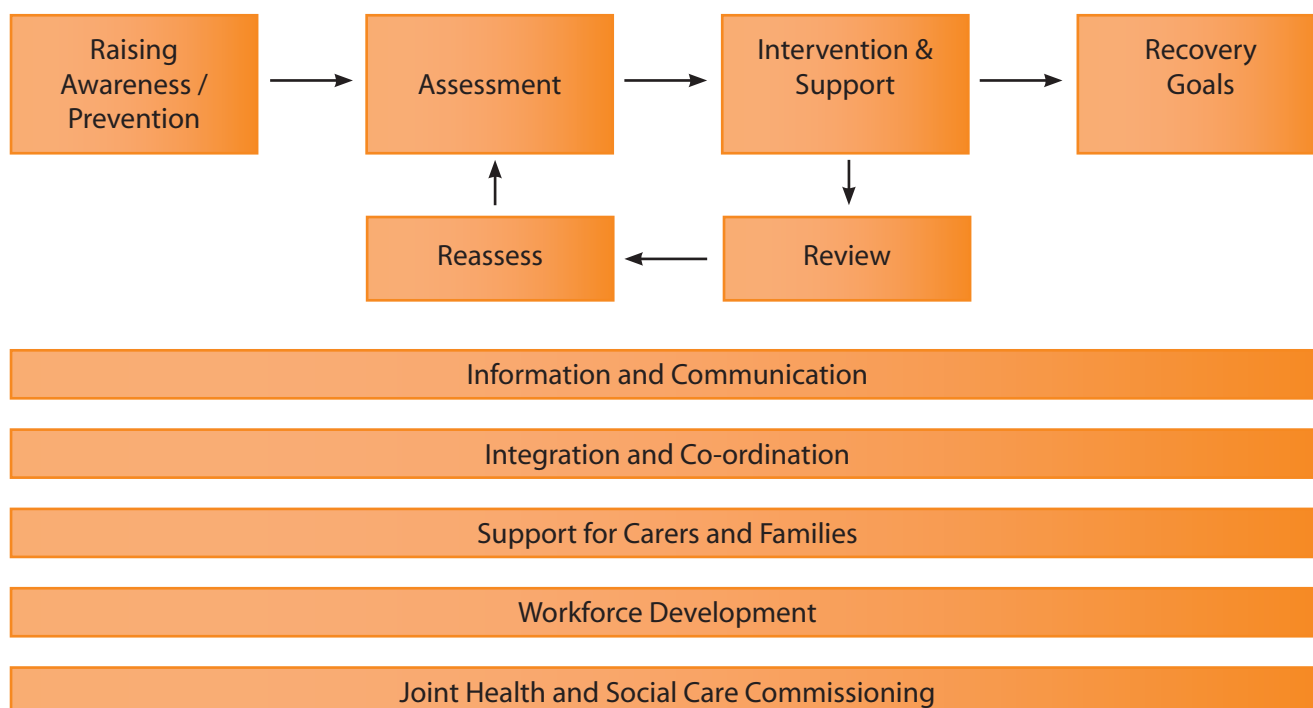 Raising
Awareness /
Prevention
Assessment
Intervention &
Support
Recovery
Goals
Reassess
Review
Information and Communication
Integration and Co-ordination
Support for Carers and Families
Workforce Development
Joint Health and Social Care Commissioning